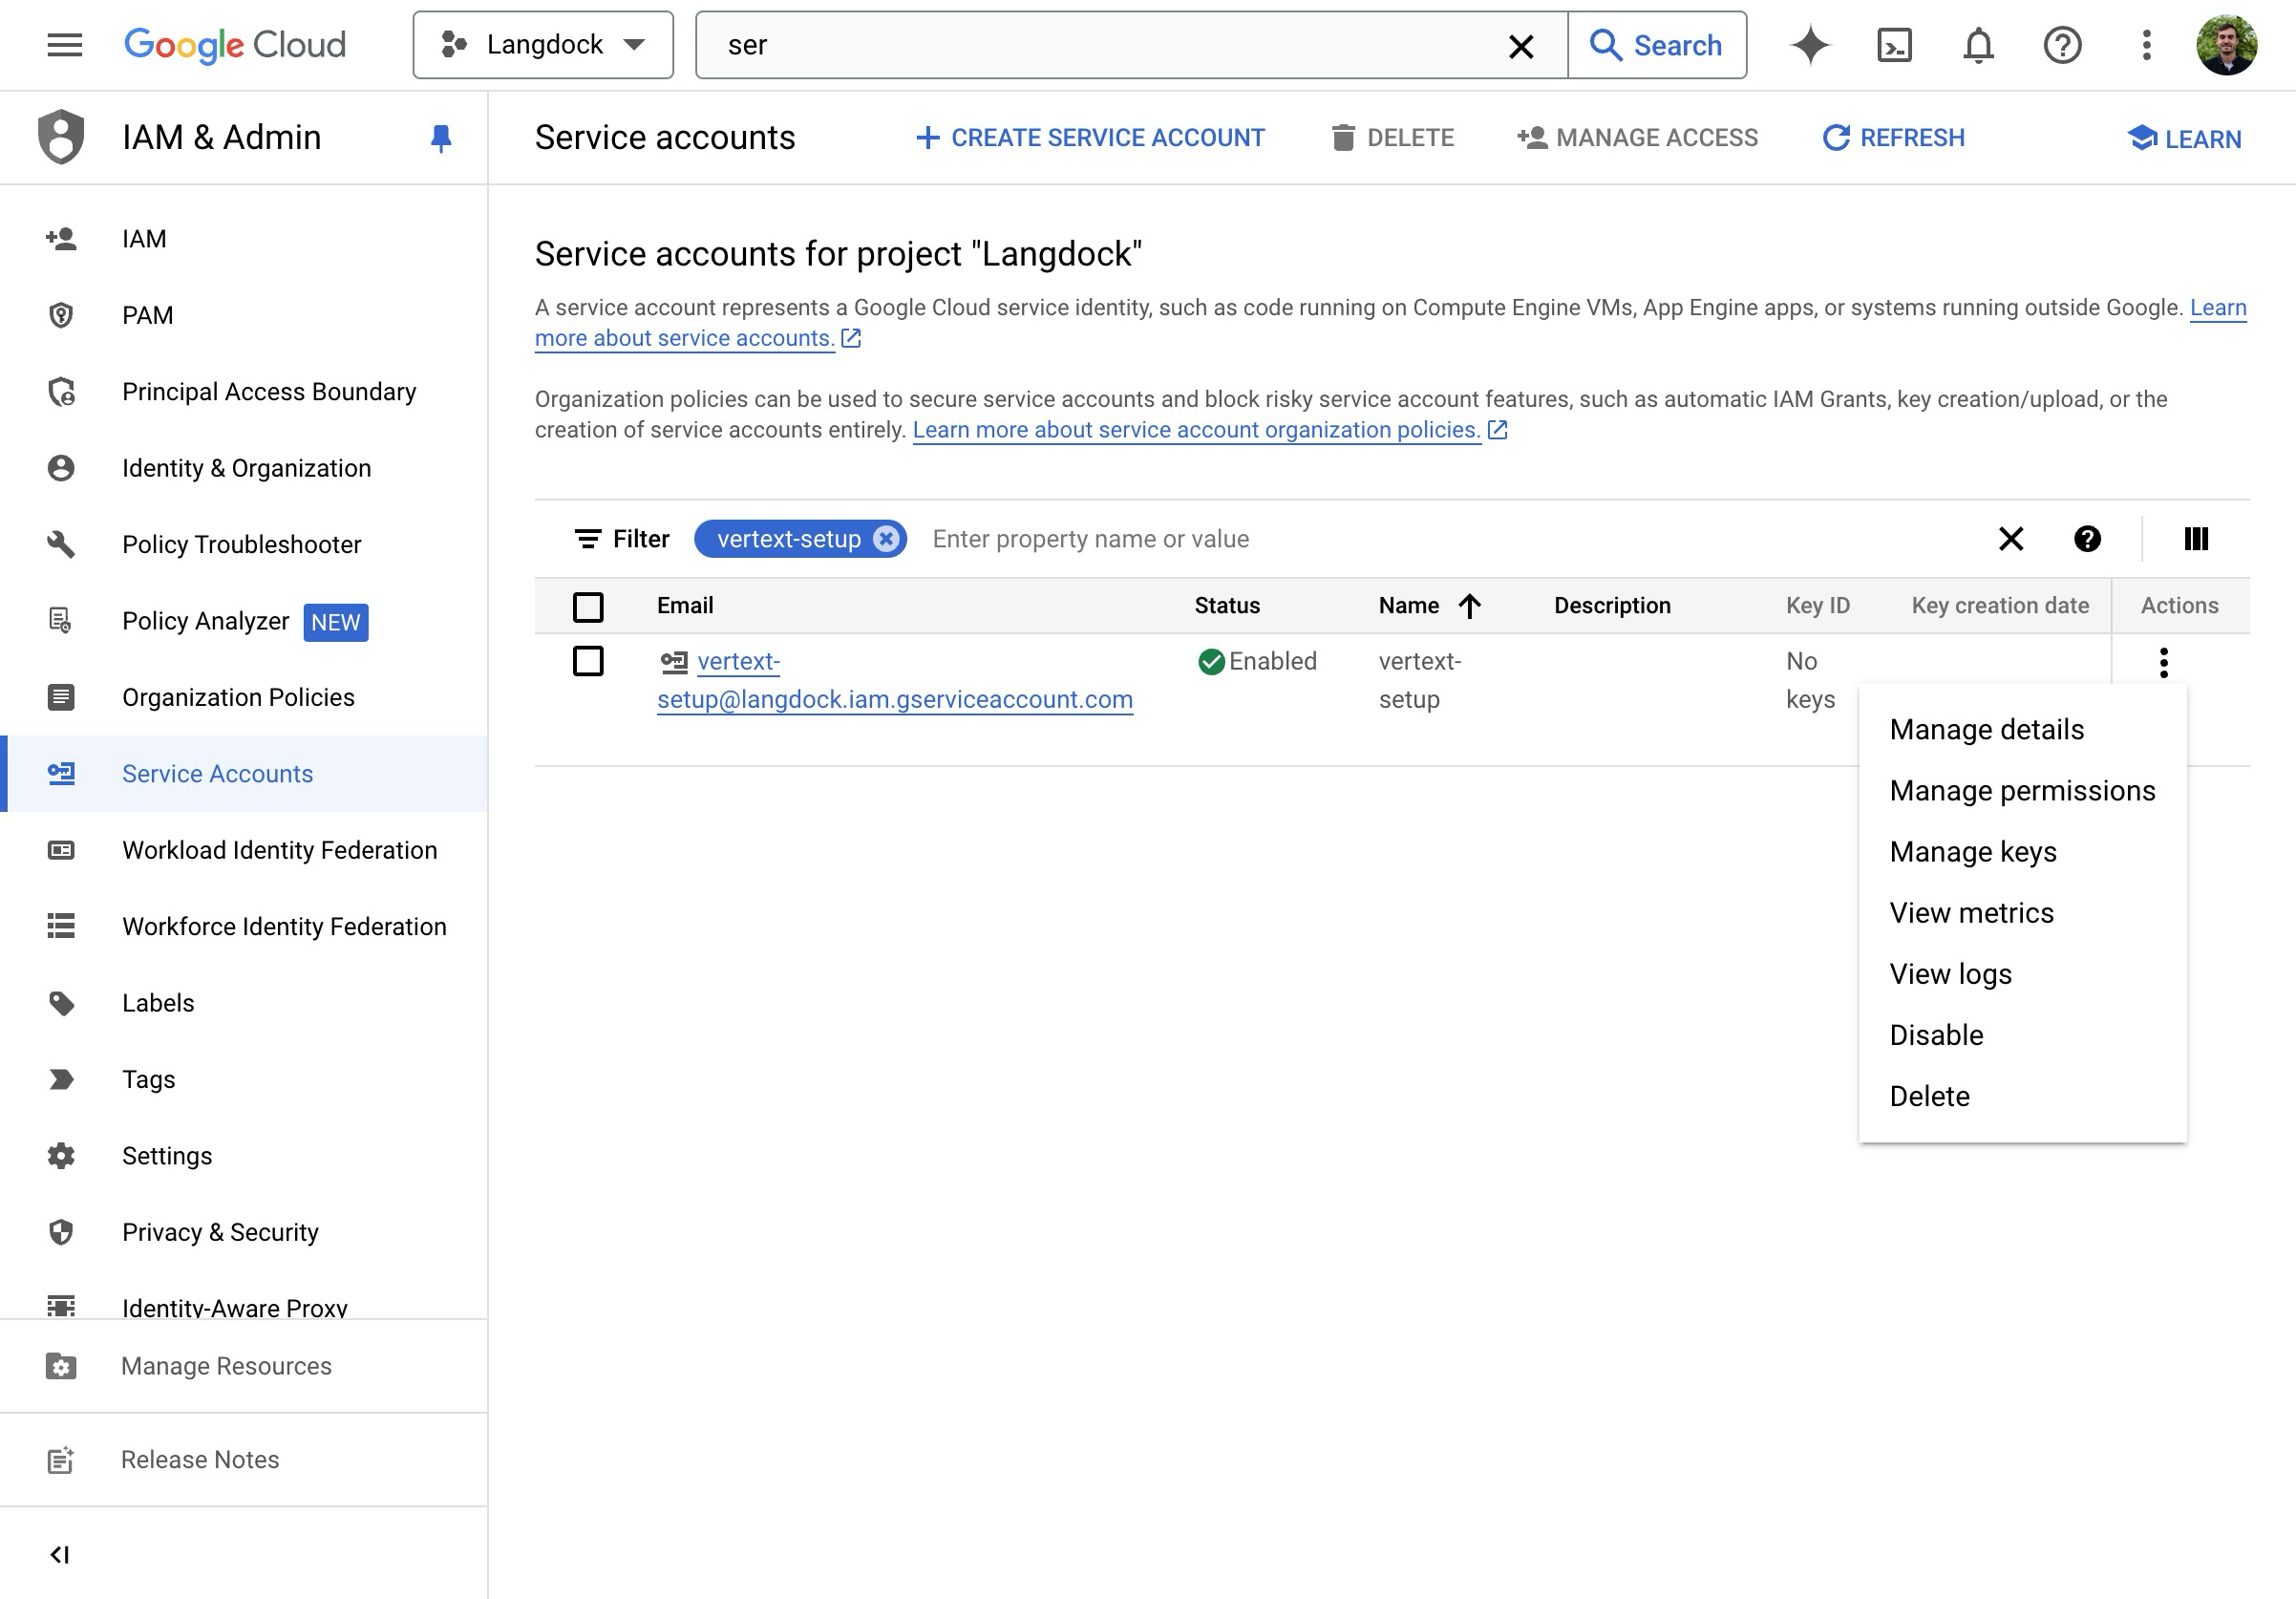 Google Cloud
Langdock
ser
Search
IAM & Admin
Service accounts
CREATE SERVICE ACCOUNT
DELETE
MANAGE ACCESS
REFRESH
LEARN
IAM
PAM
Principal Access Boundary
Identity & Organization
Policy Troubleshooter
Policy Analyzer NEW
Organization Policies
Service Accounts
Workload Identity Federation
Workforce Identity Federation
Labels
Tags
Settings
Privacy & Security
Identity-Aware Proxy
Manage Resources
Release Notes
Service accounts for project "Langdock"
A service account represents a Google Cloud service identity, such as code running on Compute Engine VMs, App Engine apps, or systems running outside Google. Learn
more about service accounts.
Organization policies can be used to secure service accounts and block risky service account features, such as automatic IAM Grants, key creation/upload, or the
creation of service accounts entirely. Learn more about service account organization policies.
Filter vertext-setup Enter property name or value
Email Status Name Description Key ID Key creation date Actions
vertext- Enabled vertext- No
setup@langdock.iam.gserviceaccount.com setup keys
Manage details
Manage permissions
Manage keys
View metrics
View logs
Disable
Delete